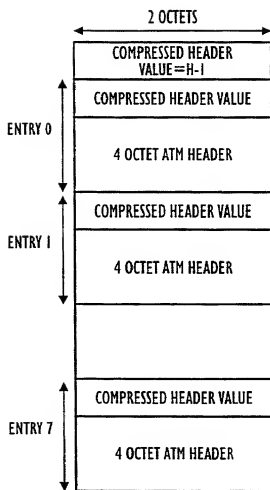 2 OCTETS
COMPRESSED HEADER
VALUE=H-1
COMPRESSED HEADER VALUE
ENTRY 0
4 OCTET ATM HEADER
COMPRESSED HEADER VALUE
ENTRY 1
4 OCTET ATM HEADER
COMPRESSED HEADER VALUE
ENTRY 7
4 OCTET ATM HEADER